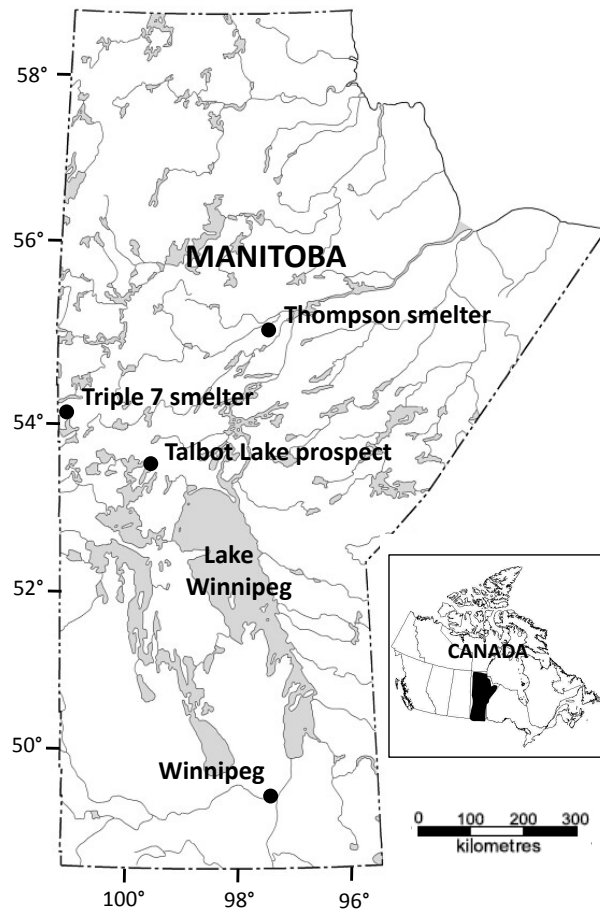 58°
56°
MANITOBA
Thompson smelter
Triple 7 smelter
54°
Talbot Lake prospect
Lake
Winnipeg
52°
CANADA
50°
Winnipeg
0 100 200 300
kilometres
100° 98° 96°